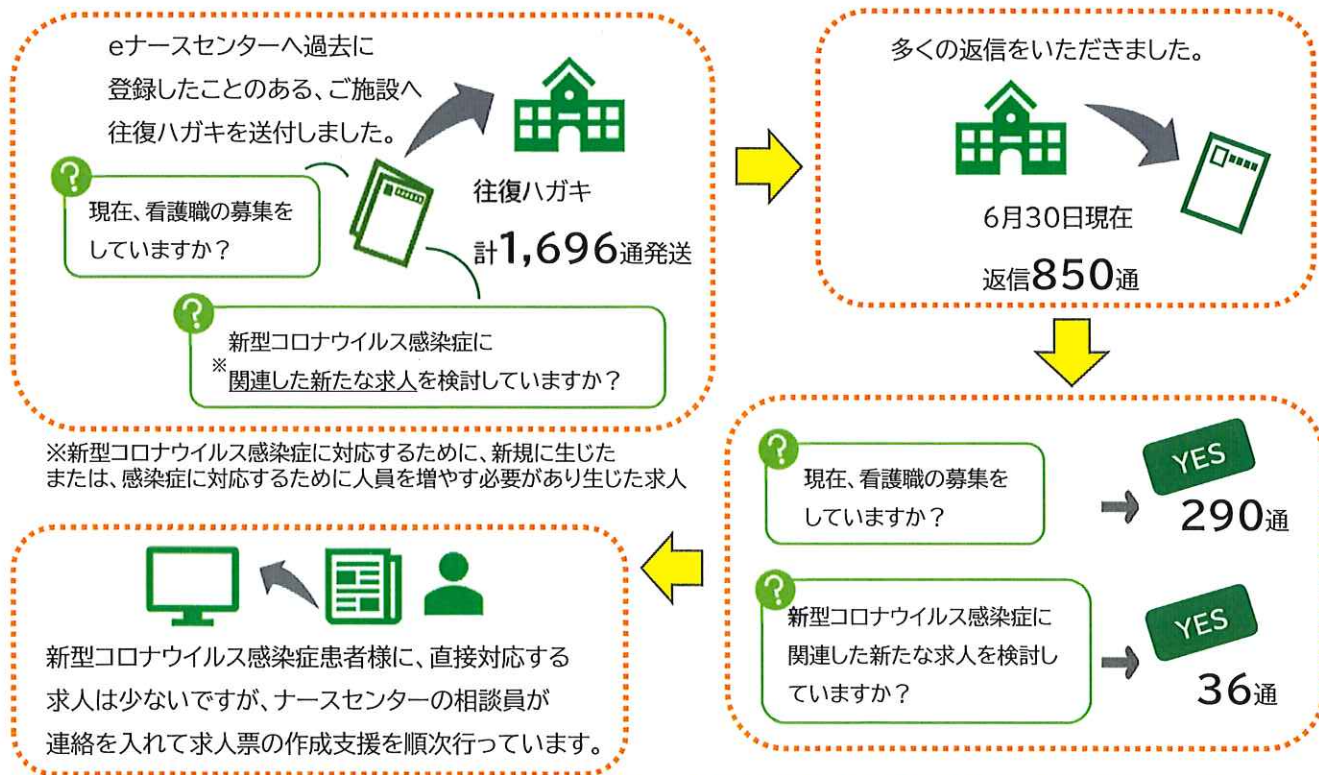 eナースセンターへ過去に
登録したことのある、ご施設へ
往復ハガキを送付しました。
?
現在、看護職の募集を
していますか？
往復ハガキ
計1,696通発送
?
新型コロナウイルス感染症に
※関連した新たな求人を検討していますか？
※新型コロナウイルス感染症に対応するために、新規に生じた
または、感染症に対応するために人員を増やす必要があり生じた求人
多くの返信をいただきました。
6月30日現在
返信850通
?
現在、看護職の募集を
していますか？
YES
290通
?
新型コロナウイルス感染症に
関連した新たな求人を検討し
ていますか？
YES
36通
新型コロナウイルス感染症患者様に、直接対応する
求人は少ないですが、ナースセンターの相談員が
連絡を入れて求人票の作成支援を順次行っています。